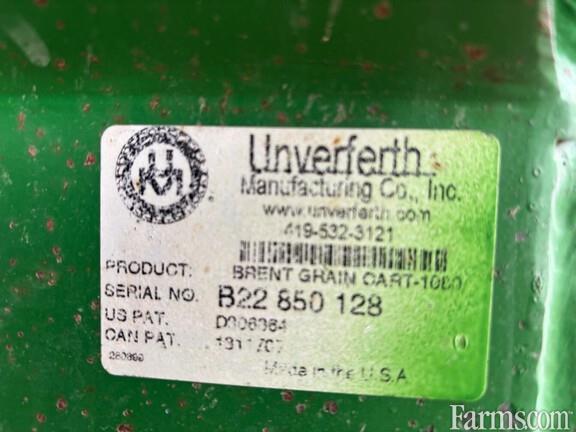 Unverferth
Manufacturing Co., Inc.
www.unverferth.com
419-532-3121
PRODUCT: BRENT GRAIN CART-1080
SERIAL NO. B22 850 128
US PAT.
CAN PAT.
Made in the U.S.A
Farms.com